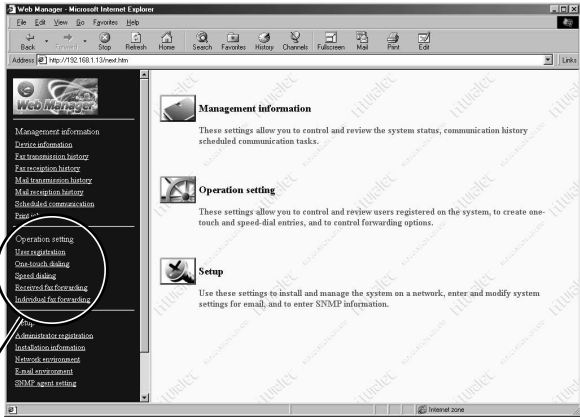 Web Manager - Microsoft Internet Explorer
File Edit View Go Favorites Help
Back Forward Stop Refresh Home Search Favorites History Channels Fullscreen Mail Print Edit
Address http://192.168.1.13/next.htm Links
Web Manager
Management information
Device information
Fax transmission history
Fax receiption history
Mail transmission history
Mail receiption history
Scheduled communication
Print job
Operation setting
User registration
One-touch dialing
Speed dialing
Received fax forwarding
Individual fax forwarding
Setup
Administrator registration
Installation information
Network environment
E-mail environment
SNMP agent setting
Management information
These settings allow you to control and review the system status, communication history
scheduled communication tasks.
Operation setting
These settings allow you to control and review users registered on the system, to create one-
touch and speed-dial entries, and to control forwarding options.
Setup
Use these settings to install and manage the system on a network, enter and modify system
settings for email, and to enter SNMP information.
Internet zone